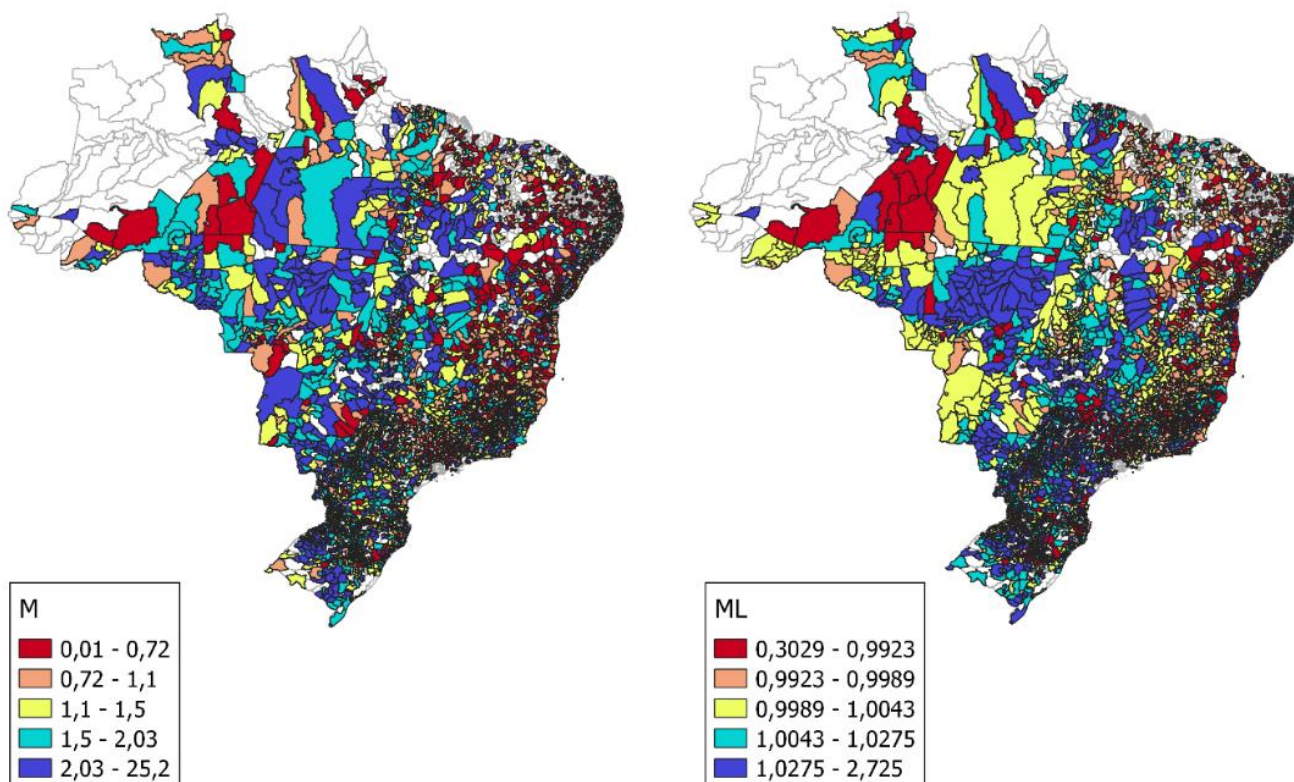 M
0,01 - 0,72
0,72 - 1,1
1,1 - 1,5
1,5 - 2,03
2,03 - 25,2
ML
0,3029 - 0,9923
0,9923 - 0,9989
0,9989 - 1,0043
1,0043 - 1,0275
1,0275 - 2,725